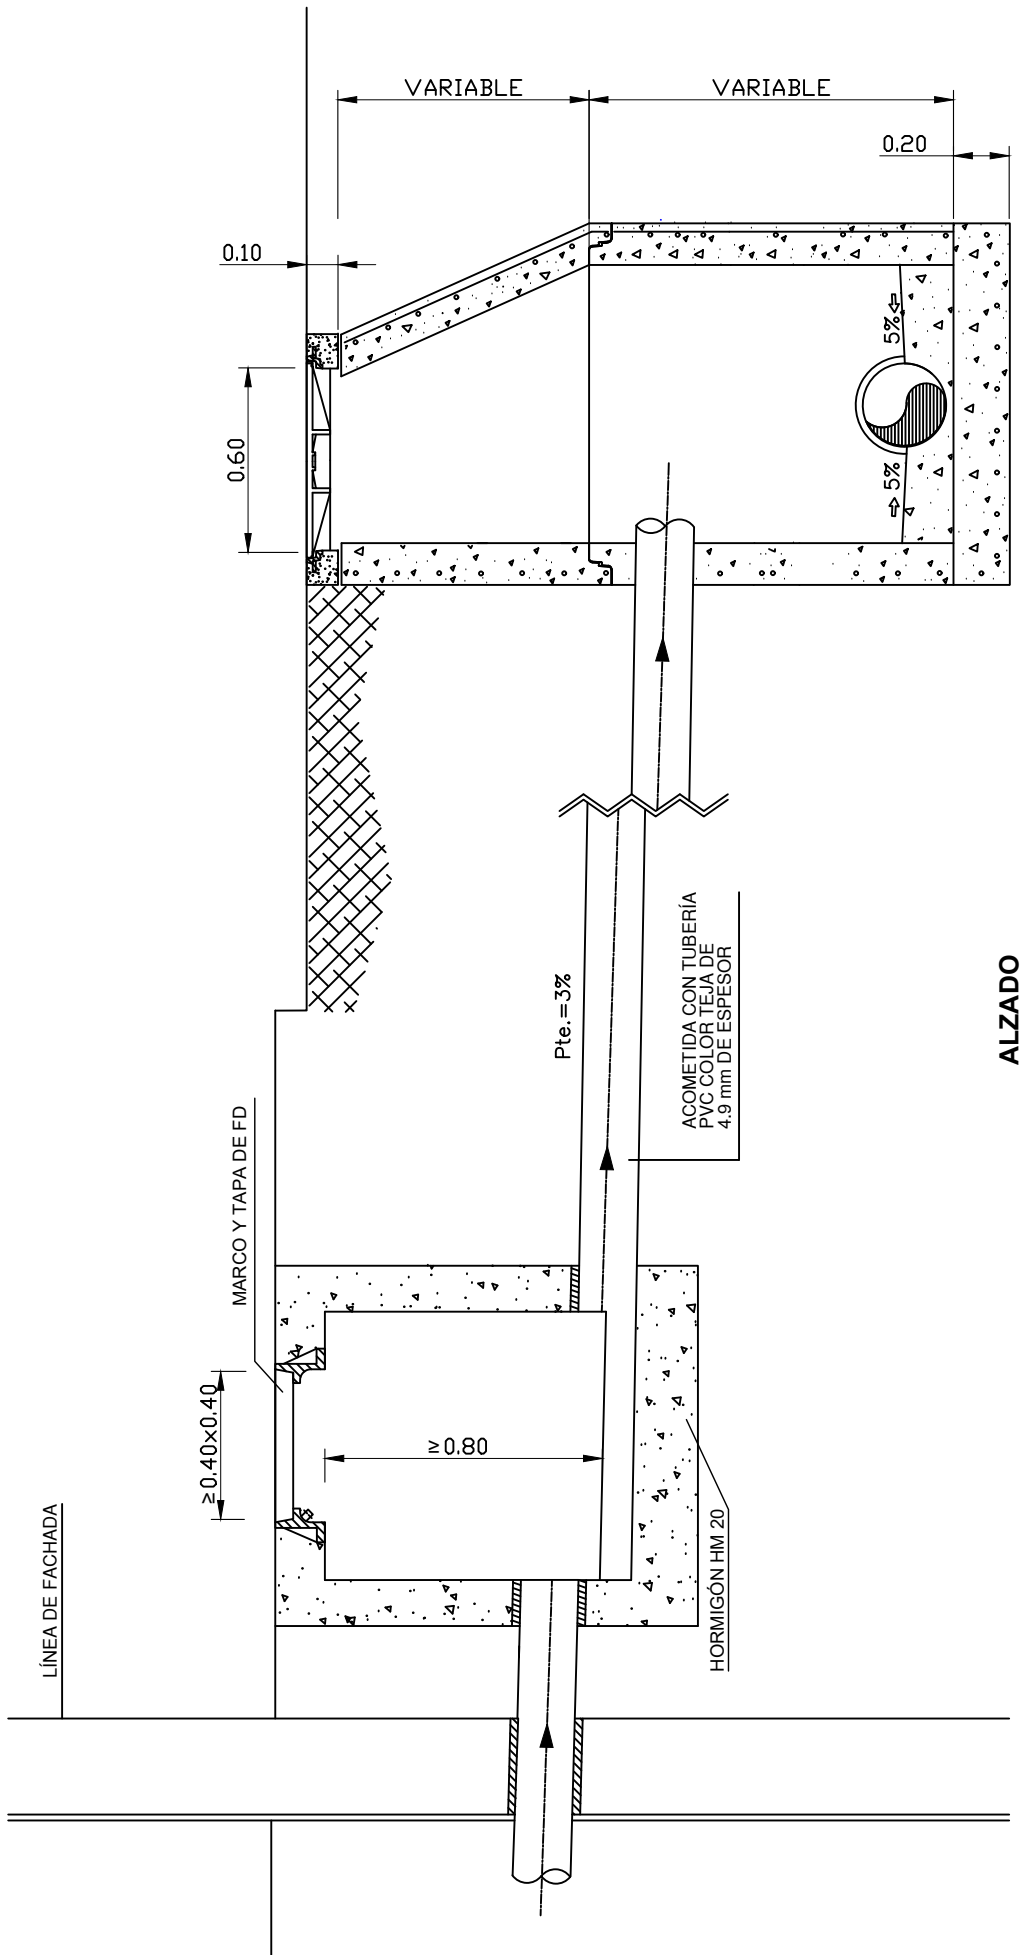 LÍNEA DE FACHADA
≥0.40x0.40
MARCO Y TAPA DE FD
≥0.80
HORMIGÓN HM 20
Pte.=3%
ACOMETIDA CON TUBERÍA
PVC COLOR TEJA DE
4.9 mm DE ESPESOR
0.60
0.10
VARIABLE
VARIABLE
0.20
5%
5%
ALZADO